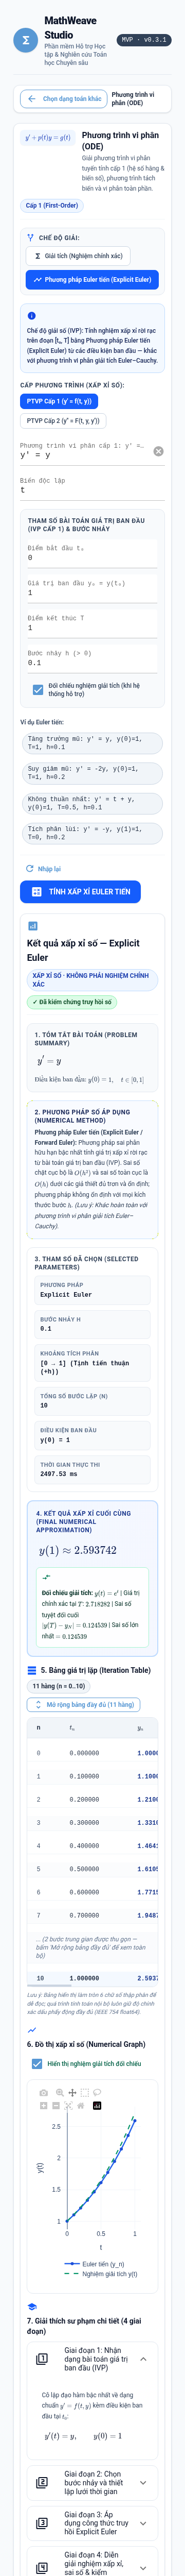 MathWeave Studio
Phần mềm Hỗ trợ Học tập & Nghiên cứu Toán học Chuyên sâu
MVP · v0.3.1
Chọn dạng toán khác
Phương trình vi phân (ODE)
y' + p(t)y = g(t)
Phương trình vi phân (ODE)
Giải phương trình vi phân tuyến tính cấp 1 (hệ số hằng & biến số), phương trình tách biến và vi phân toàn phần.
Cấp 1 (First-Order)
CHẾ ĐỘ GIẢI:
Giải tích (Nghiệm chính xác)
Phương pháp Euler tiến (Explicit Euler)
Chế độ giải số (IVP): Tính nghiệm xấp xỉ rời rạc trên đoạn [t₀, T] bằng Phương pháp Euler tiến (Explicit Euler) từ các điều kiện ban đầu — khác với phương trình vi phân giải tích Euler–Cauchy.
CẤP PHƯƠNG TRÌNH (XẤP XỈ SỐ):
PTVP Cấp 1 (y' = f(t, y))
PTVP Cấp 2 (y″ = F(t, y, y'))
Phương trình vi phân cấp 1: y' =…
y' = y
Biến độc lập
t
THAM SỐ BÀI TOÁN GIÁ TRỊ BAN ĐẦU (IVP CẤP 1) & BƯỚC NHẢY
Điểm bắt đầu t₀
0
Giá trị ban đầu y₀ = y(t₀)
1
Điểm kết thúc T
1
Bước nhảy h (> 0)
0.1
Đối chiếu nghiệm giải tích (khi hệ thống hỗ trợ)
Ví dụ Euler tiến:
Tăng trưởng mũ: y' = y, y(0)=1, T=1, h=0.1
Suy giảm mũ: y' = -2y, y(0)=1, T=1, h=0.2
Không thuần nhất: y' = t + y, y(0)=1, T=0.5, h=0.1
Tích phân lùi: y' = -y, y(1)=1, T=0, h=0.2
Nhập lại
TÍNH XẤP XỈ EULER TIẾN
Kết quả xấp xỉ số — Explicit Euler
XẤP XỈ SỐ · KHÔNG PHẢI NGHIỆM CHÍNH XÁC
✓ Đã kiểm chứng truy hồi số
1. TÓM TẮT BÀI TOÁN (PROBLEM SUMMARY)
y' = y
Điều kiện ban đầu: y(0) = 1, t ∈ [0, 1]
2. PHƯƠNG PHÁP SỐ ÁP DỤNG (NUMERICAL METHOD)
Phương pháp Euler tiến (Explicit Euler / Forward Euler): Phương pháp sai phân hữu hạn bậc nhất tính giá trị xấp xỉ rời rạc từ bài toán giá trị ban đầu (IVP). Sai số chặt cục bộ là O(h²) và sai số toàn cục là O(h) dưới các giả thiết đủ trơn và ổn định; phương pháp không ổn định với mọi kích thước bước h. (Lưu ý: Khác hoàn toàn với phương trình vi phân giải tích Euler–Cauchy).
3. THAM SỐ ĐÃ CHỌN (SELECTED PARAMETERS)
PHƯƠNG PHÁP
Explicit Euler
BƯỚC NHẢY H
0.1
KHOẢNG TÍCH PHÂN
[0 → 1] (Tịnh tiến thuận (+h))
TỔNG SỐ BƯỚC LẶP (N)
10
ĐIỀU KIỆN BAN ĐẦU
y(0) = 1
THỜI GIAN THỰC THI
2497.53 ms
4. KẾT QUẢ XẤP XỈ CUỐI CÙNG (FINAL NUMERICAL APPROXIMATION)
y(1) ≈ 2.593742
Đối chiếu giải tích: y(t) = eᵗ | Giá trị chính xác tại T: 2.718282 | Sai số tuyệt đối cuối |y(T) − y_N| = 0.124539 | Sai số lớn nhất = 0.124539
5. Bảng giá trị lặp (Iteration Table)
11 hàng (n = 0..10)
Mở rộng bảng đầy đủ (11 hàng)
n tₙ yₙ
0 0.000000 1.0000
1 0.100000 1.1000
2 0.200000 1.2100
3 0.300000 1.3310
4 0.400000 1.4641
5 0.500000 1.6105
6 0.600000 1.7715
7 0.700000 1.9487
... (2 bước trung gian được thu gọn — bấm 'Mở rộng bảng đầy đủ' để xem toàn bộ)
10 1.000000 2.5937
Lưu ý: Bảng hiển thị làm tròn 6 chữ số thập phân để dễ theo dõi; quá trình tính toán nội bộ luôn giữ độ chính xác dấu phẩy động đầy đủ (IEEE 754 float64).
6. Đồ thị xấp xỉ số (Numerical Graph)
Hiển thị nghiệm giải tích đối chiếu
2.5
2
1.5
1
y(t)
0 0.5 1
t
Euler tiến (y_n)
Nghiệm giải tích y(t)
7. Giải thích sư phạm chi tiết (4 giai đoạn)
Giai đoạn 1: Nhận dạng bài toán giá trị ban đầu (IVP)
Cô lập đạo hàm bậc nhất về dạng chuẩn y' = f(t, y) kèm điều kiện ban đầu tại t₀:
y'(t) = y, y(0) = 1
Giai đoạn 2: Chọn bước nhảy và thiết lập lưới thời gian
Giai đoạn 3: Áp dụng công thức truy hồi Explicit Euler
Giai đoạn 4: Diễn giải nghiệm xấp xỉ, sai số & kiểm